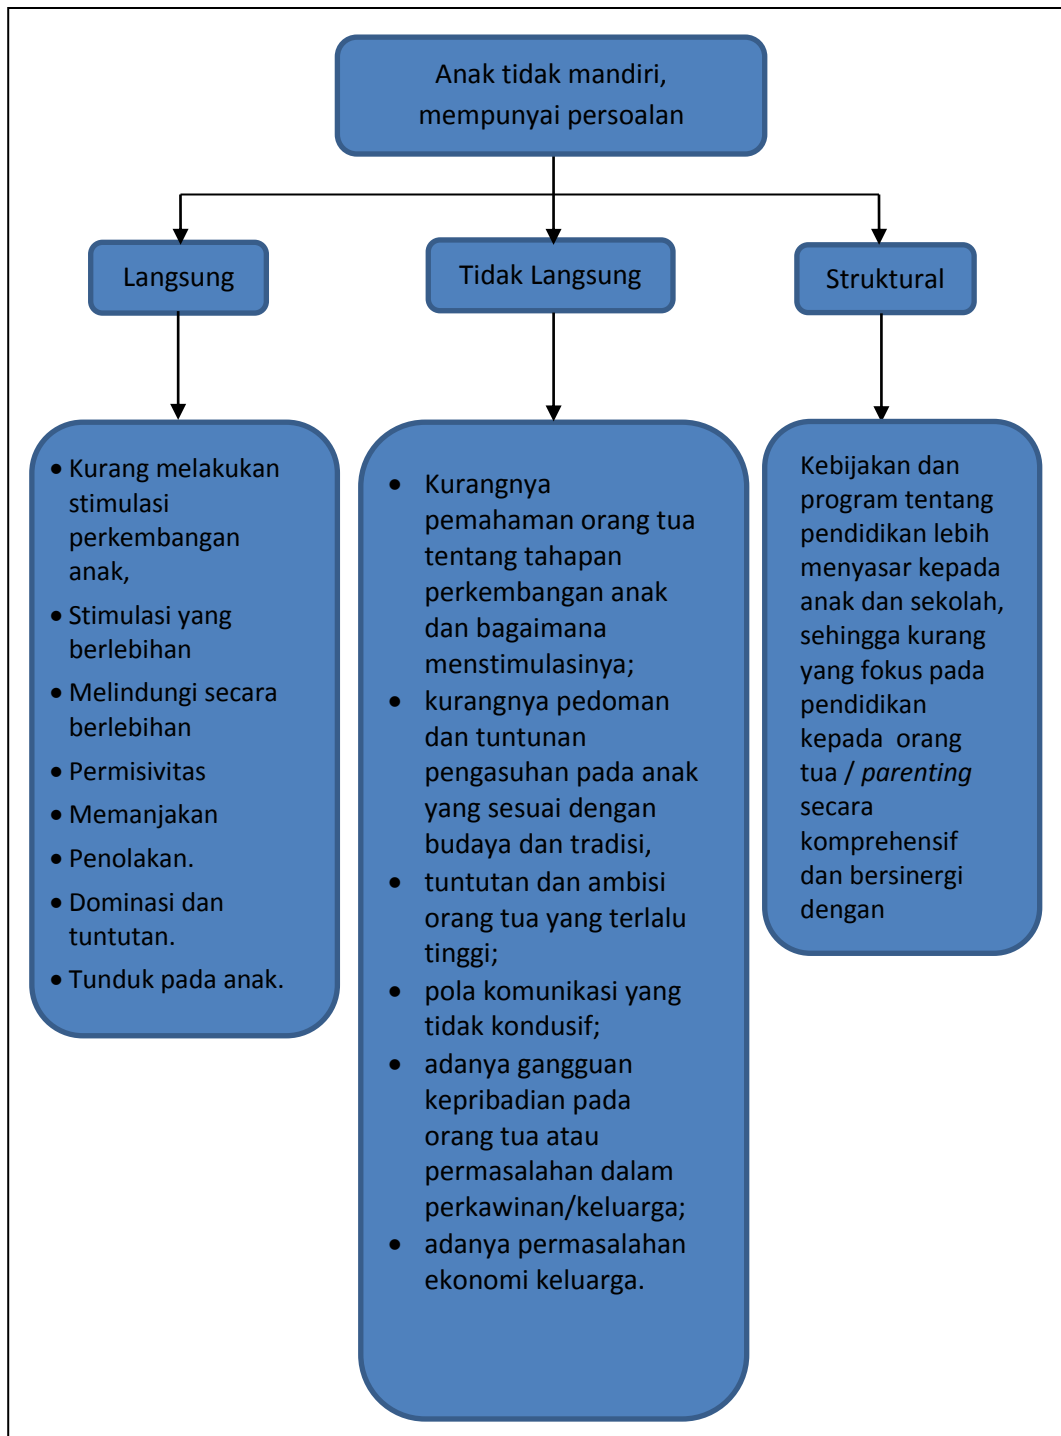 Anak tidak mandiri,
mempunyai persoalan
Langsung
Tidak Langsung
Struktural
• Kurang melakukan
stimulasi
perkembangan
anak,
• Stimulasi yang
berlebihan
• Melindungi secara
berlebihan
• Permisivitas
• Memanjakan
• Penolakan.
• Dominasi dan
tuntutan.
• Tunduk pada anak.
• Kurangnya
pemahaman orang tua
tentang tahapan
perkembangan anak
dan bagaimana
menstimulasinya;
• kurangnya pedoman
dan tuntunan
pengasuhan pada anak
yang sesuai dengan
budaya dan tradisi,
• tuntutan dan ambisi
orang tua yang terlalu
tinggi;
• pola komunikasi yang
tidak kondusif;
• adanya gangguan
kepribadian pada
orang tua atau
permasalahan dalam
perkawinan/keluarga;
• adanya permasalahan
ekonomi keluarga.
Kebijakan dan
program tentang
pendidikan lebih
menyasar kepada
anak dan sekolah,
sehingga kurang
yang fokus pada
pendidikan
kepada orang
tua / parenting
secara
komprehensif
dan bersinergi
dengan